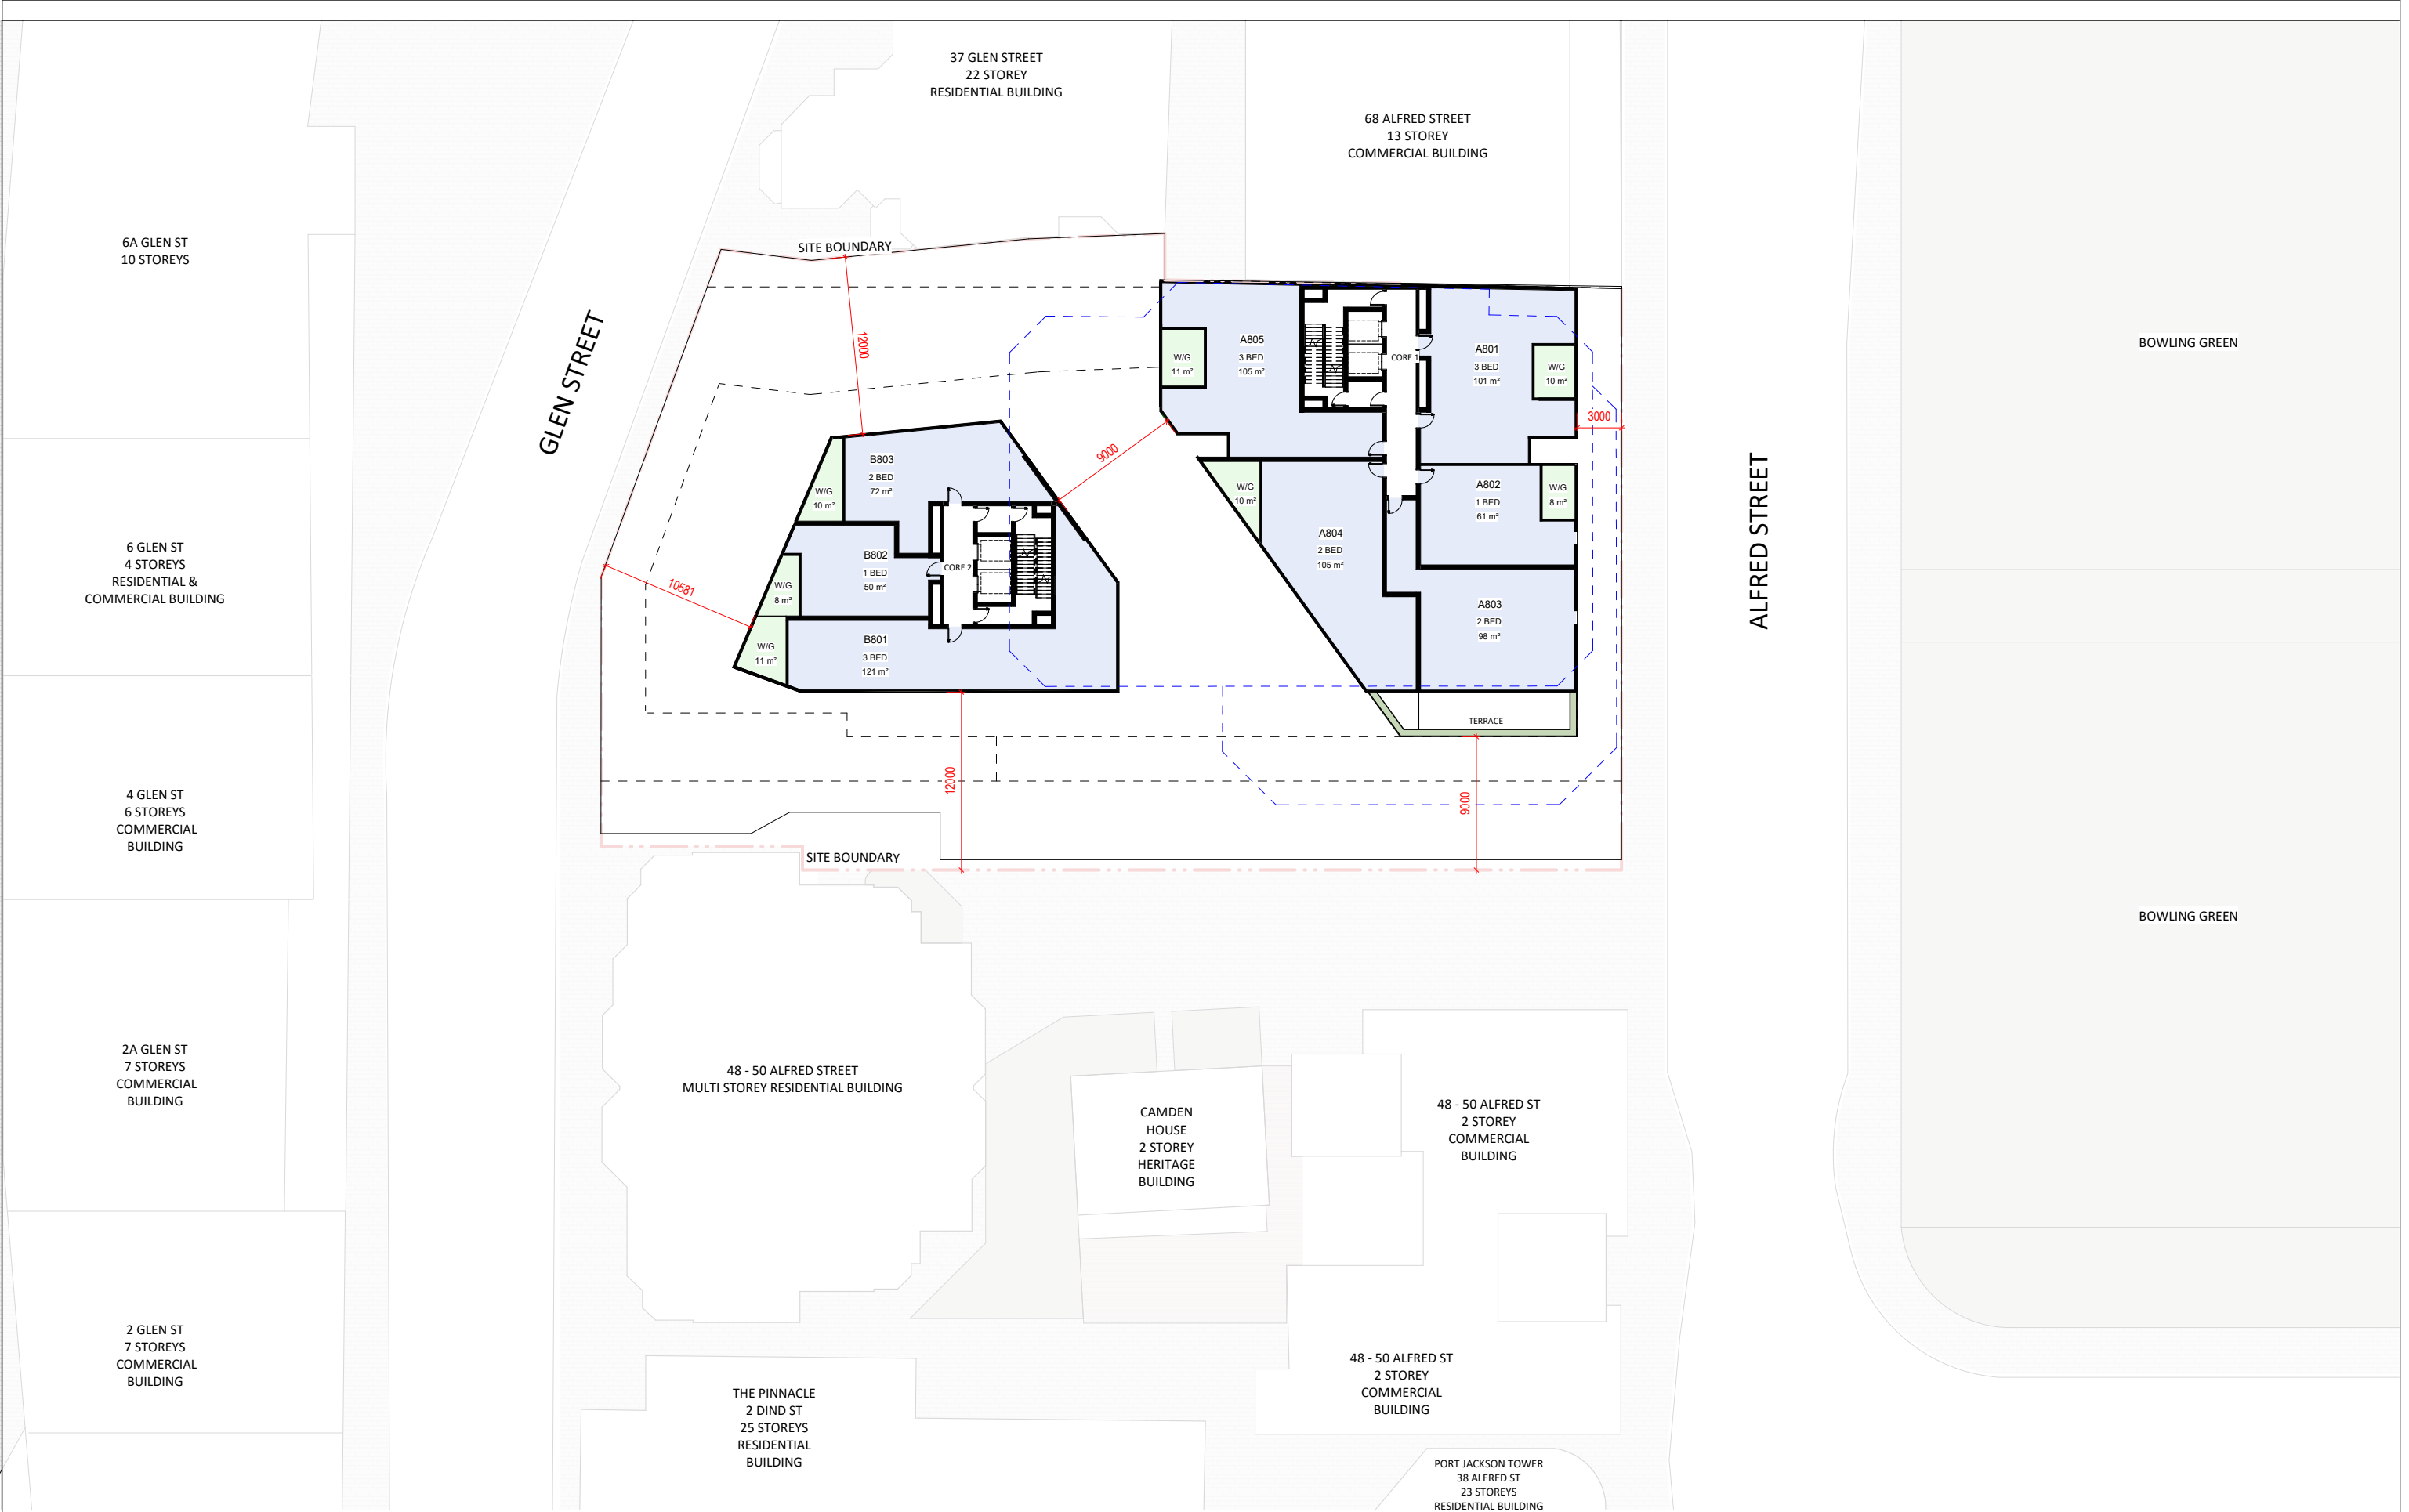 37 GLEN STREET
22 STOREY
RESIDENTIAL BUILDING
68 ALFRED STREET
13 STOREY
COMMERCIAL BUILDING
6A GLEN ST
10 STOREYS
SITE BOUNDARY
GLEN STREET
12000
A805
3 BED
105 m²
W/G
11 m²
CORE 1
A801
3 BED
101 m²
W/G
10 m²
3000
BOWLING GREEN
B803
2 BED
72 m²
W/G
10 m²
9000
W/G
10 m²
A802
1 BED
61 m²
W/G
8 m²
ALFRED STREET
6 GLEN ST
4 STOREYS
RESIDENTIAL &
COMMERCIAL BUILDING
10581
B802
1 BED
50 m²
W/G
8 m²
CORE 2
A804
2 BED
105 m²
A803
2 BED
98 m²
B801
3 BED
121 m²
W/G
11 m²
TERRACE
12000
9000
4 GLEN ST
6 STOREYS
COMMERCIAL
BUILDING
SITE BOUNDARY
BOWLING GREEN
2A GLEN ST
7 STOREYS
COMMERCIAL
BUILDING
48 - 50 ALFRED STREET
MULTI STOREY RESIDENTIAL BUILDING
CAMDEN
HOUSE
2 STOREY
HERITAGE
BUILDING
48 - 50 ALFRED ST
2 STOREY
COMMERCIAL
BUILDING
2 GLEN ST
7 STOREYS
COMMERCIAL
BUILDING
THE PINNACLE
2 DIND ST
25 STOREYS
RESIDENTIAL
BUILDING
48 - 50 ALFRED ST
2 STOREY
COMMERCIAL
BUILDING
PORT JACKSON TOWER
38 ALFRED ST
23 STOREYS
RESIDENTIAL BUILDING